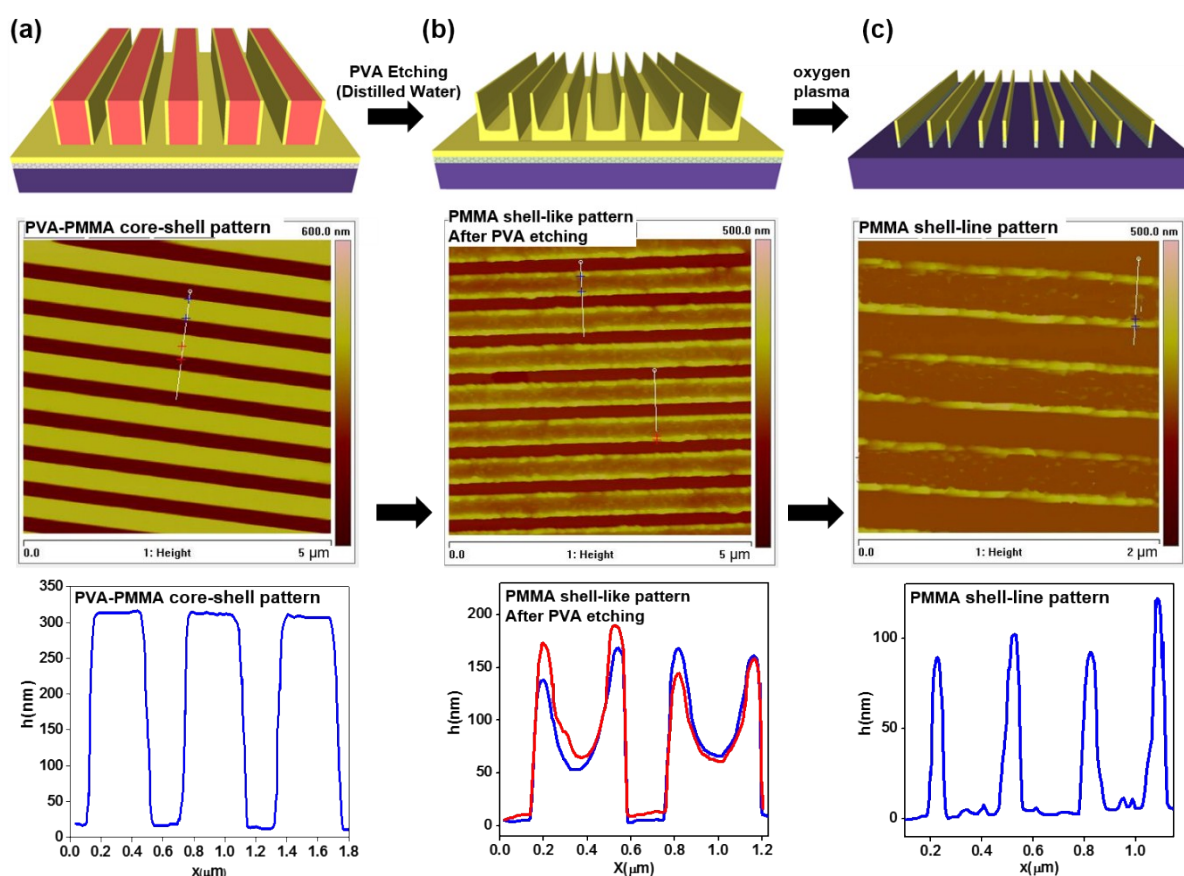 (a)
(b)
(c)
PVA Etching
(Distilled Water)
oxygen
plasma
PVA-PMMA core-shell pattern
600.0 nm
0.0
1: Height
5 μm
PMMA shell-like pattern
After PVA etching
500.0 nm
0.0
1: Height
5 μm
PMMA shell-line pattern
500.0 nm
0.0
1: Height
2 μm
PVA-PMMA core-shell pattern
h(nm)
350
300
250
200
150
100
50
0
0.0 0.2 0.4 0.6 0.8 1.0 1.2 1.4 1.6 1.8
X(μm)
PMMA shell-like pattern
After PVA etching
h(nm)
200
150
100
50
0
0.0 0.2 0.4 0.6 0.8 1.0 1.2
X(μm)
PMMA shell-line pattern
h(nm)
100
50
0
0.2 0.4 0.6 0.8 1.0
x(μm)